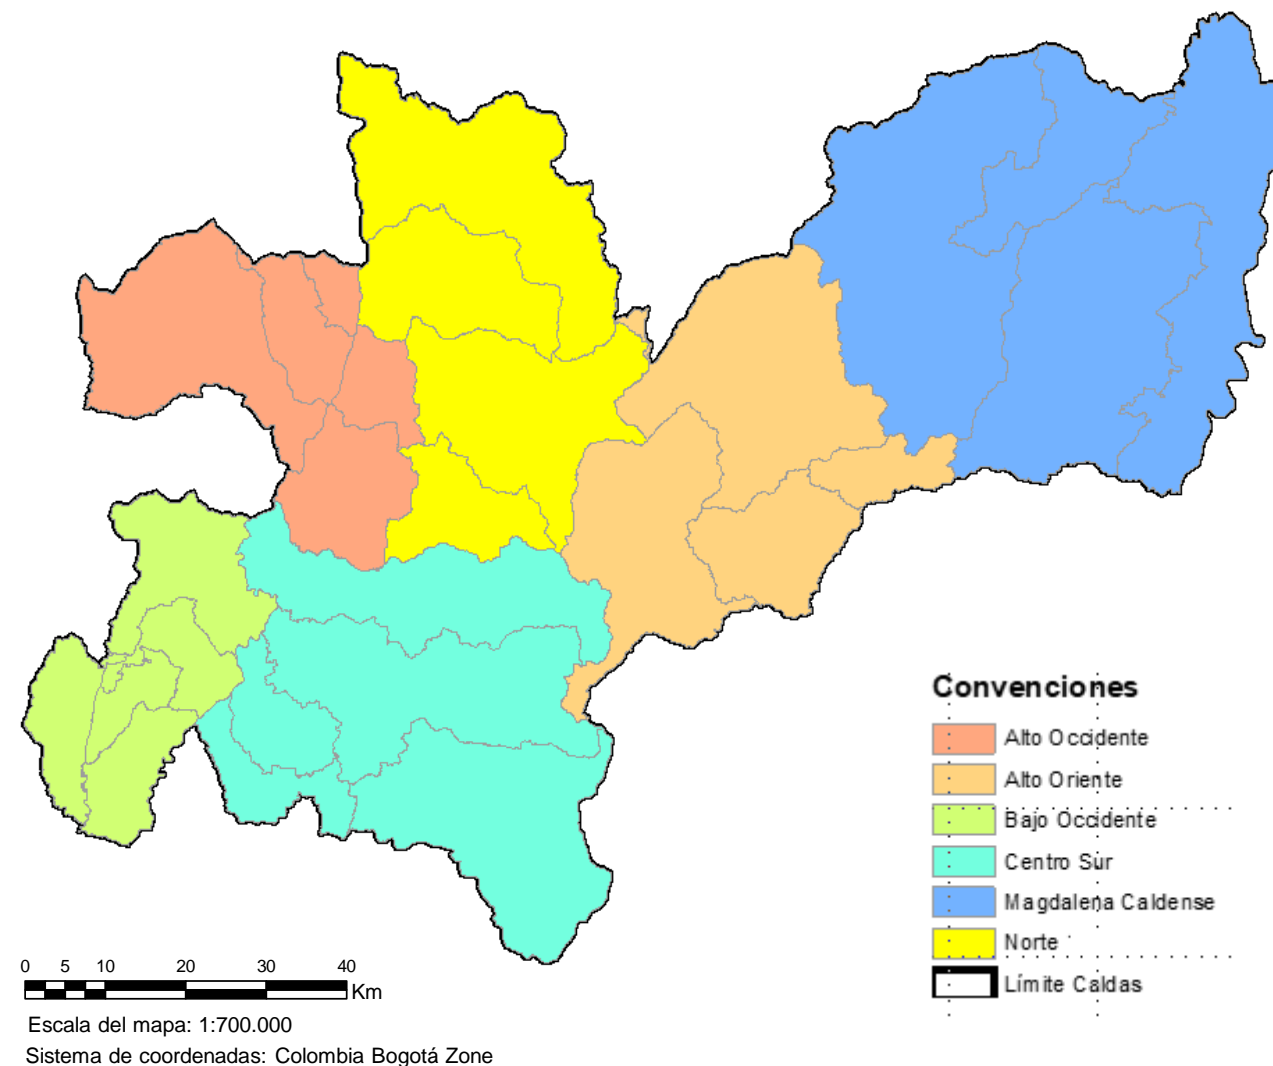 Convenciones
Alto Occidente
Alto Oriente
Bajo Occidente
Centro Sur
Magdalena Caldense
Norte
Límite Caldas
0 5 10 20 30 40
Km
Escala del mapa: 1:700.000
Sistema de coordenadas: Colombia Bogotá Zone